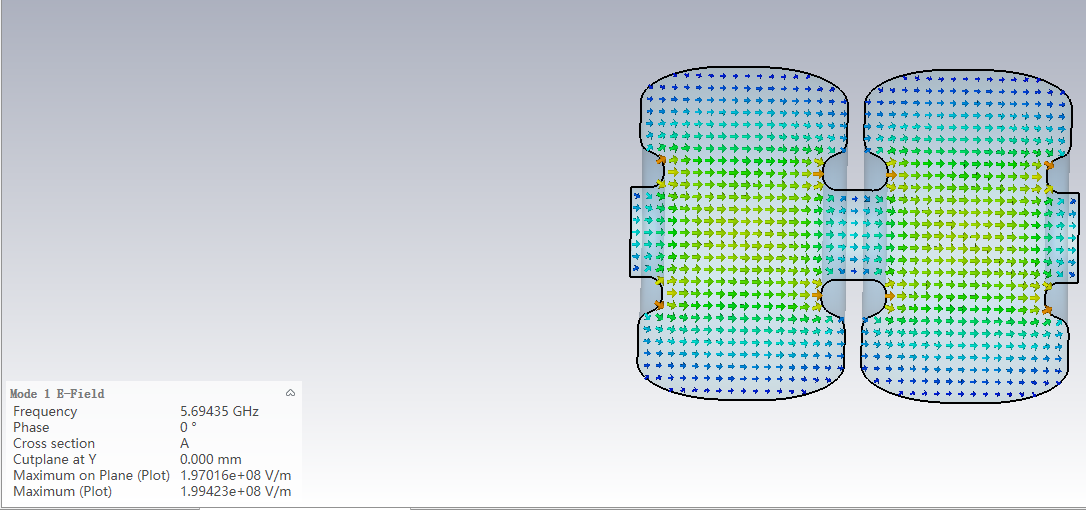 Mode 1 E-Field
Frequency 5.69435 GHz
Phase 0 °
Cross section A
Cutplane at Y 0.000 mm
Maximum on Plane (Plot) 1.97016e+08 V/m
Maximum (Plot) 1.99423e+08 V/m